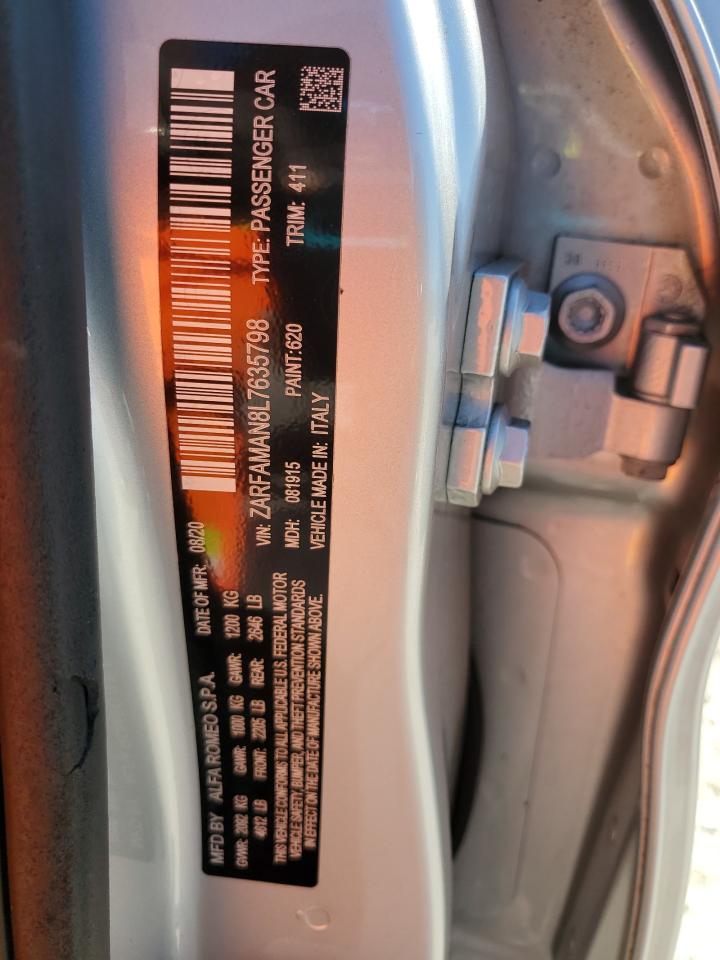 MFD BY ALFA ROMEO S.P.A. DATE OF MFR: 08/20
GVWR: 2092 KG GAWR: 1000 KG GAWR: 1200 KG
4612 LB FRONT: 2205 LB REAR: 2646 LB
THIS VEHICLE CONFORMS TO ALL APPLICABLE U.S. FEDERAL MOTOR
VEHICLE SAFETY, BUMPER, AND THEFT PREVENTION STANDARDS
IN EFFECT ON THE DATE OF MANUFACTURE SHOWN ABOVE.
VIN: ZARFAMAN8L7635798 TYPE: PASSENGER CAR
MDH: 081915 PAINT: 620 TRIM: 411
VEHICLE MADE IN: ITALY